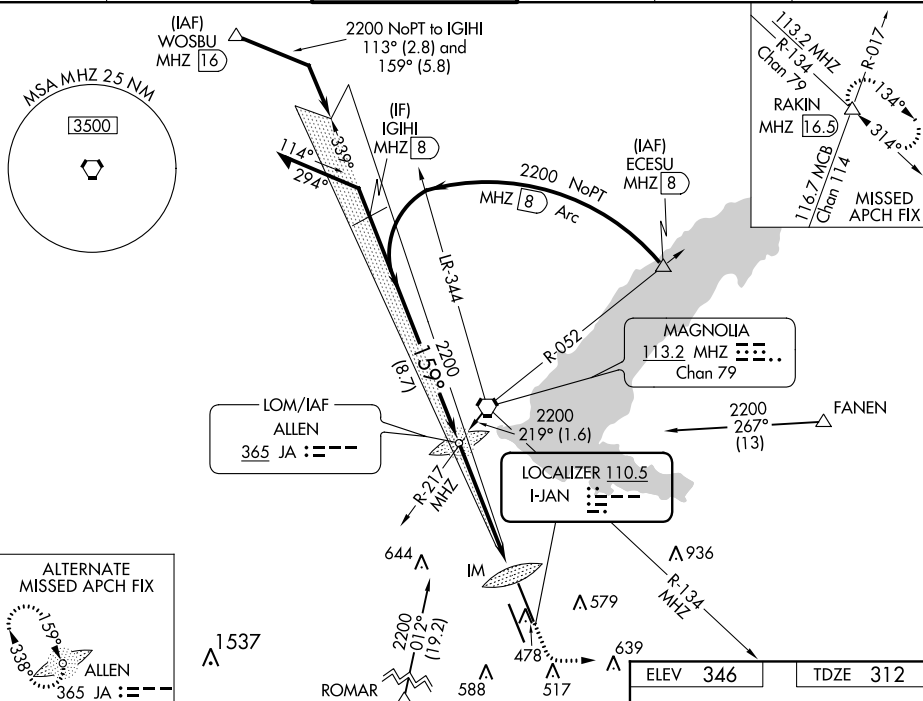 (IAF)
WOSBU
MHZ 16
2200 NoPT to IGIHI
113° (2.8) and
159° (5.8)
MSA MHZ 25 NM
3500
(IF)
IGIHI
MHZ 8
114°
294°
339°
2200 NoPT
MHZ 8 Arc
(IAF)
ECESU
MHZ 8
113.2 MHZ
R-134
Chan 79
R-017
134°
314°
RAKIN
MHZ 16.5
116.7 MCB
Chan 114
MISSED
APCH FIX
LR-344
R-052
2200
159°
(8.7)
MAGNOLIA
113.2 MHZ
Chan 79
LOM/IAF
ALLEN
365 JA
2200
219° (1.6)
2200
267°
(13)
FANEN
R-217
MHZ
LOCALIZER 110.5
I-JAN
ALTERNATE
MISSED APCH FIX
159°
338°
ALLEN
365 JA
644
IM
936
579
R-134
MHZ
1537
2200
012°
(19.2)
ROMAR
478
639
588
517
ELEV 346
TDZE 312